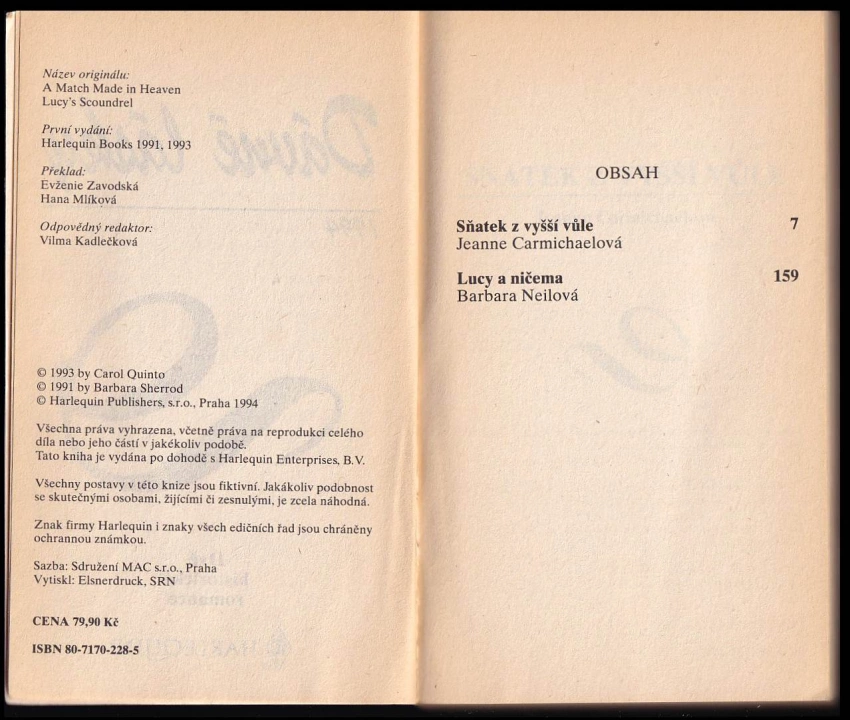 Název originálu:
A Match Made in Heaven
Lucy's Scoundrel
První vydání:
Harlequin Books 1991, 1993
Překlad:
Evženie Zavodská
Hana Mlíková
Odpovědný redaktor:
Vilma Kadlečková
© 1993 by Carol Quinto
© 1991 by Barbara Sherrod
© Harlequin Publishers, s.r.o., Praha 1994
Všechna práva vyhrazena, včetně práva na reprodukci celého
díla nebo jeho částí v jakékoliv podobě.
Tato kniha je vydána po dohodě s Harlequin Enterprises, B.V.
Všechny postavy v této knize jsou fiktivní. Jakákoliv podobnost
se skutečnými osobami, žijícími či zesnulými, je zcela náhodná.
Znak firmy Harlequin i znaky všech edičních řad jsou chráněny
ochrannou známkou.
Sazba: Sdružení MAC s.r.o., Praha
Vytiskl: Elsnerdruck, SRN
CENA 79,90 Kč
ISBN 80-7170-228-5
OBSAH
Sňatek z vyšší vůle 7
Jeanne Carmichaelová
Lucy a ničema 159
Barbara Neilová